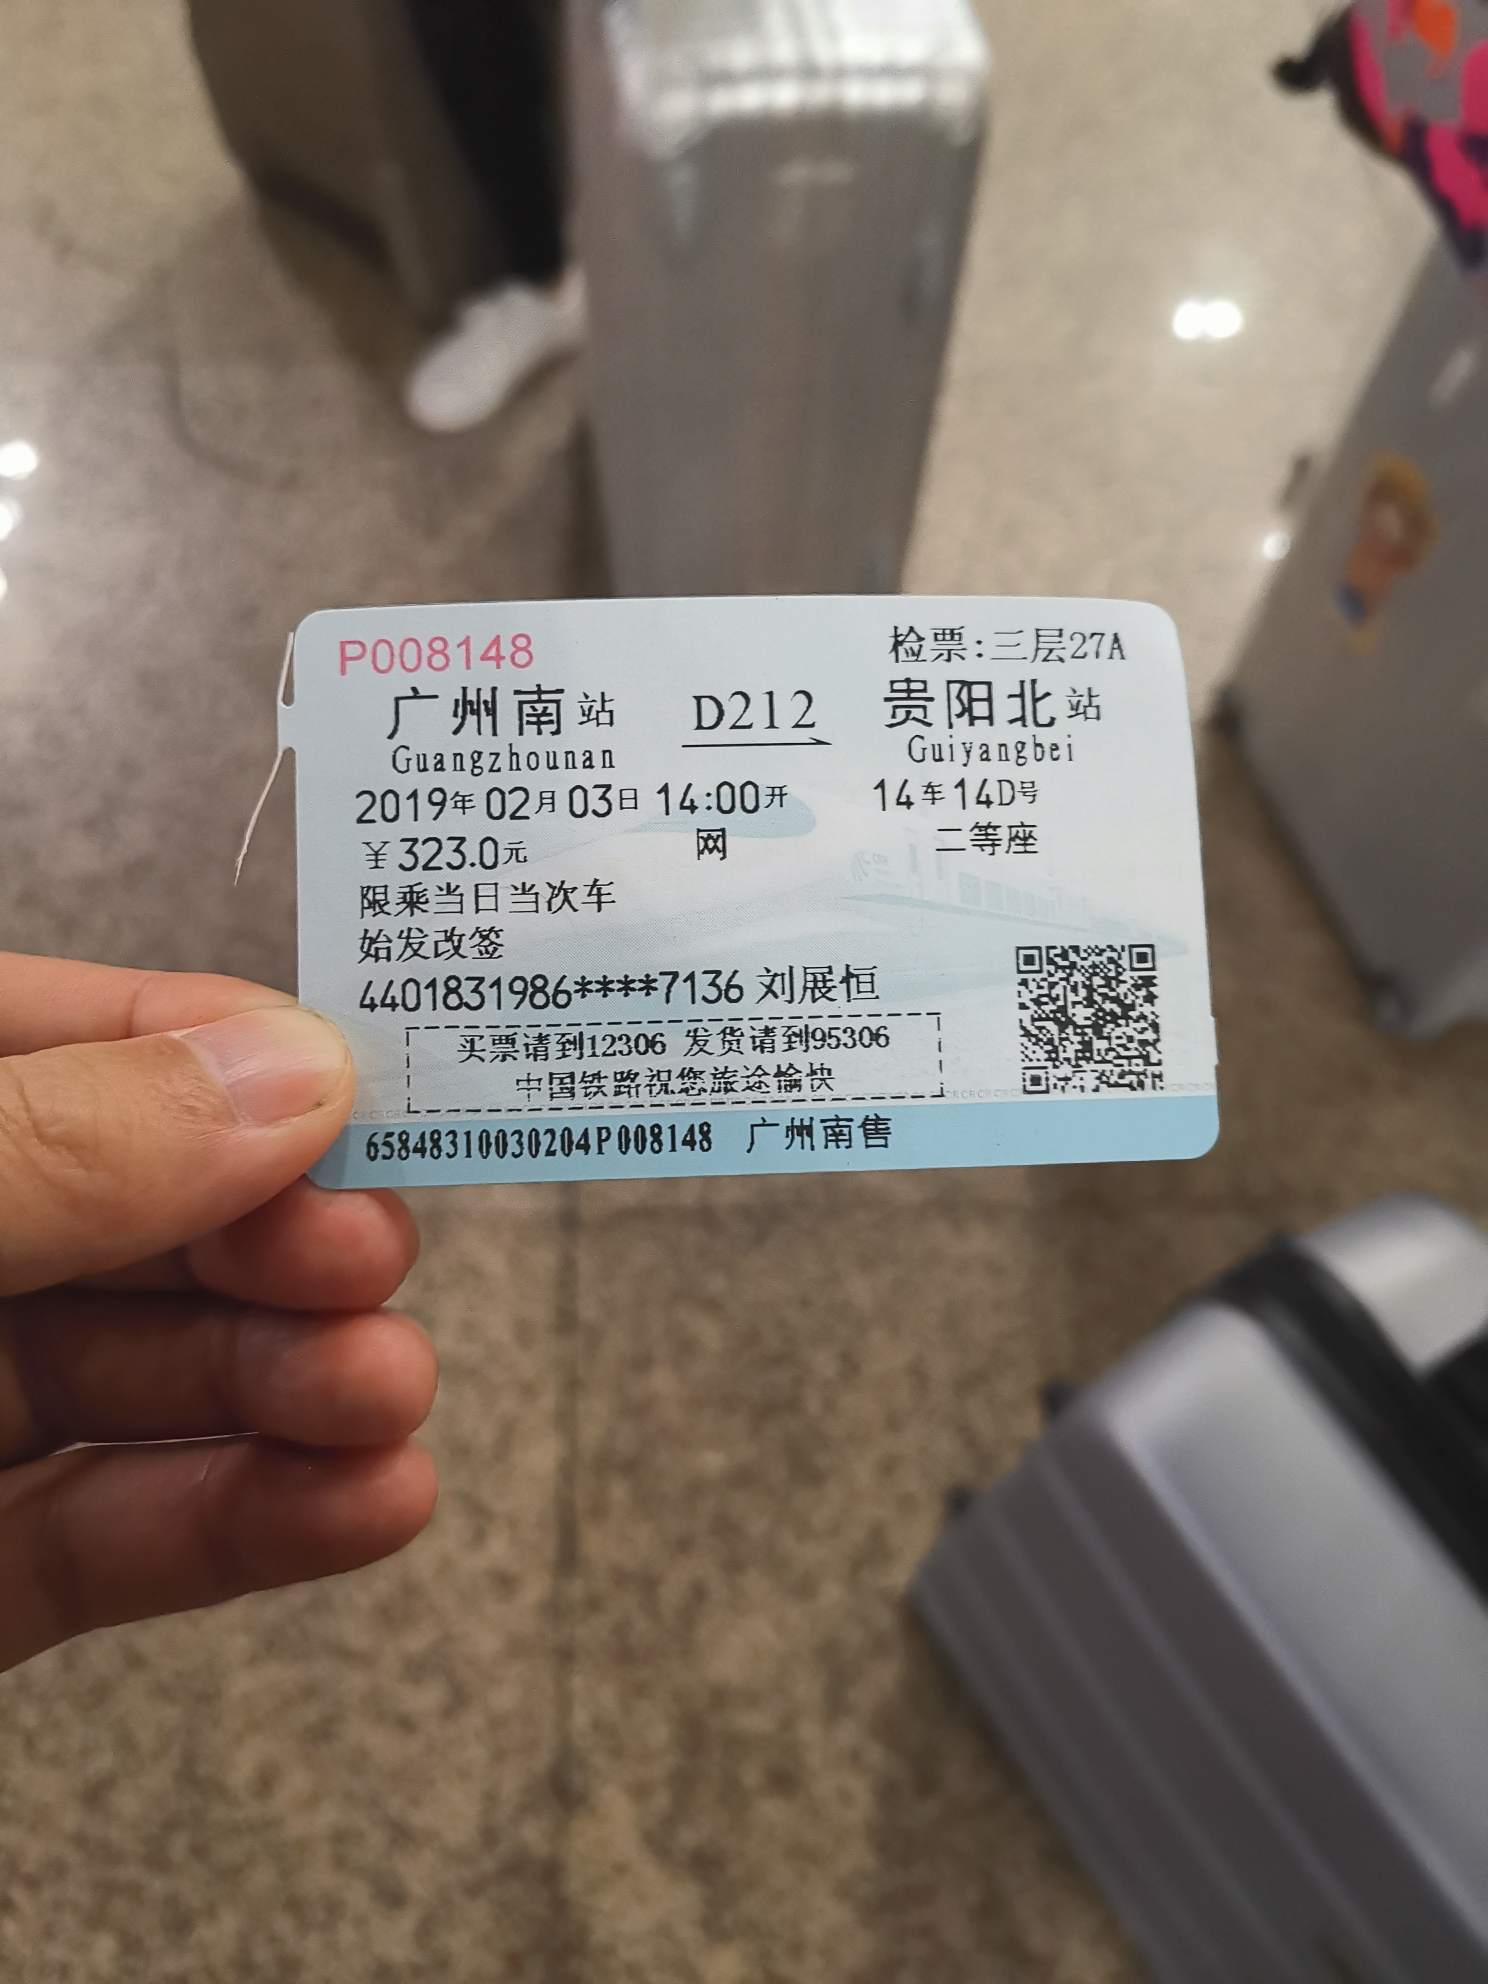 P008148 检票:三层27A
广州南站 D212 贵阳北站
Guangzhounan Guiyangbei
2019年02月03日 14:00开 14车14D号
¥323.0元 网 二等座
限乘当日当次车
始发改签
4401831986****7136 刘展恒
买票请到12306 发货请到95306
中国铁路祝您旅途愉快
65848310030204P008148 广州南售